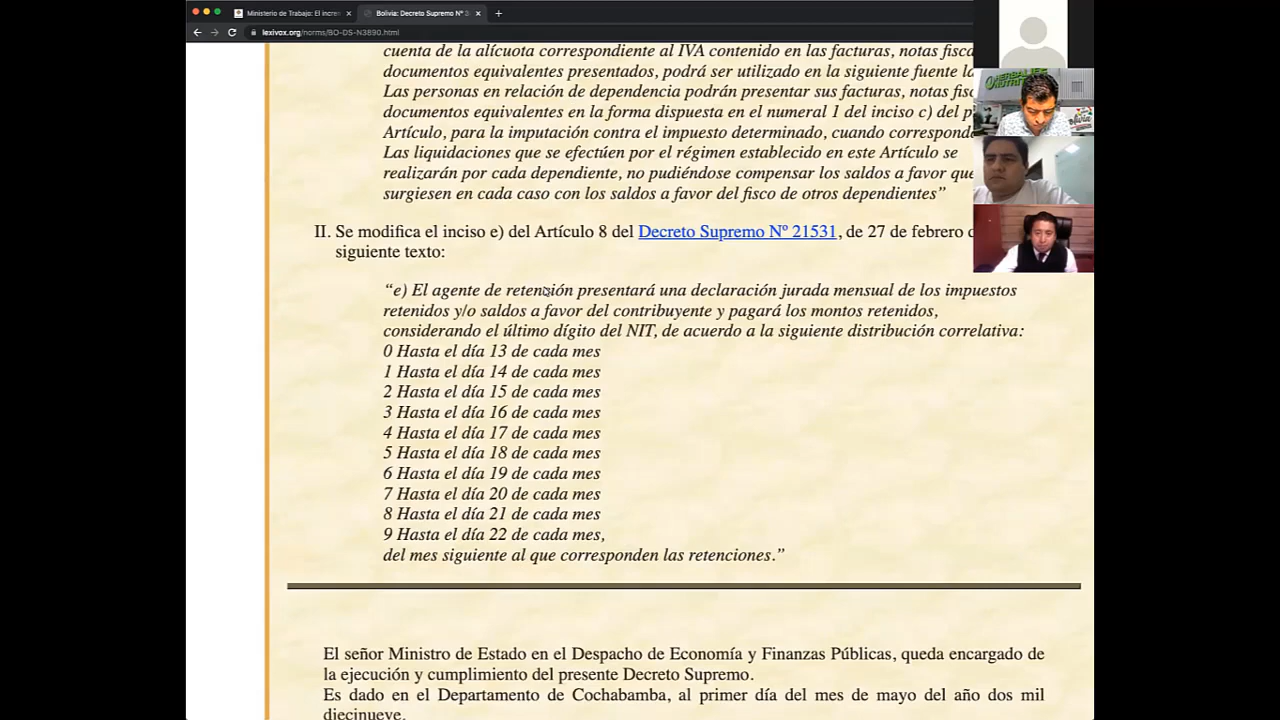 Ministerio de Trabajo: El incre
Bolivia: Decreto Supremo Nº 3
lexivox.org/norms/BO-DS-N3890.html
cuenta de la alícuota correspondiente al IVA contenido en las facturas, notas fisca
documentos equivalentes presentados, podrá ser utilizado en la siguiente fuente la
Las personas en relación de dependencia podrán presentar sus facturas, notas fisc
documentos equivalentes en la forma dispuesta en el numeral 1 del inciso c) del p
Artículo, para la imputación contra el impuesto determinado, cuando corresponda
Las liquidaciones que se efectúen por el régimen establecido en este Artículo se
realizarán por cada dependiente, no pudiéndose compensar los saldos a favor que
surgiesen en cada caso con los saldos a favor del fisco de otros dependientes”
II. Se modifica el inciso e) del Artículo 8 del Decreto Supremo Nº 21531, de 27 de febrero d
siguiente texto:
“e) El agente de retención presentará una declaración jurada mensual de los impuestos
retenidos y/o saldos a favor del contribuyente y pagará los montos retenidos,
considerando el último dígito del NIT, de acuerdo a la siguiente distribución correlativa:
0 Hasta el día 13 de cada mes
1 Hasta el día 14 de cada mes
2 Hasta el día 15 de cada mes
3 Hasta el día 16 de cada mes
4 Hasta el día 17 de cada mes
5 Hasta el día 18 de cada mes
6 Hasta el día 19 de cada mes
7 Hasta el día 20 de cada mes
8 Hasta el día 21 de cada mes
9 Hasta el día 22 de cada mes,
del mes siguiente al que corresponden las retenciones.”
El señor Ministro de Estado en el Despacho de Economía y Finanzas Públicas, queda encargado de
la ejecución y cumplimiento del presente Decreto Supremo.
Es dado en el Departamento de Cochabamba, al primer día del mes de mayo del año dos mil
diecinueve.